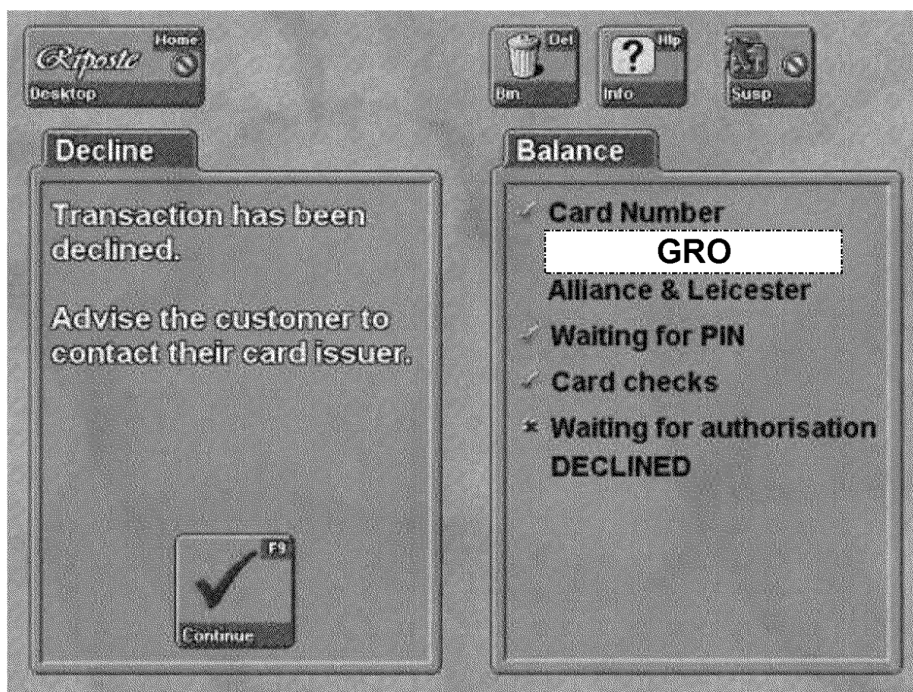 Riposte Home
Desktop
Del
Bin
? Hlp
Info
Susp
Decline
Transaction has been
declined.
Advise the customer to
contact their card issuer.
F9
Continue
Balance
Card Number
GRO
Alliance & Leicester
Waiting for PIN
Card checks
Waiting for authorisation
DECLINED